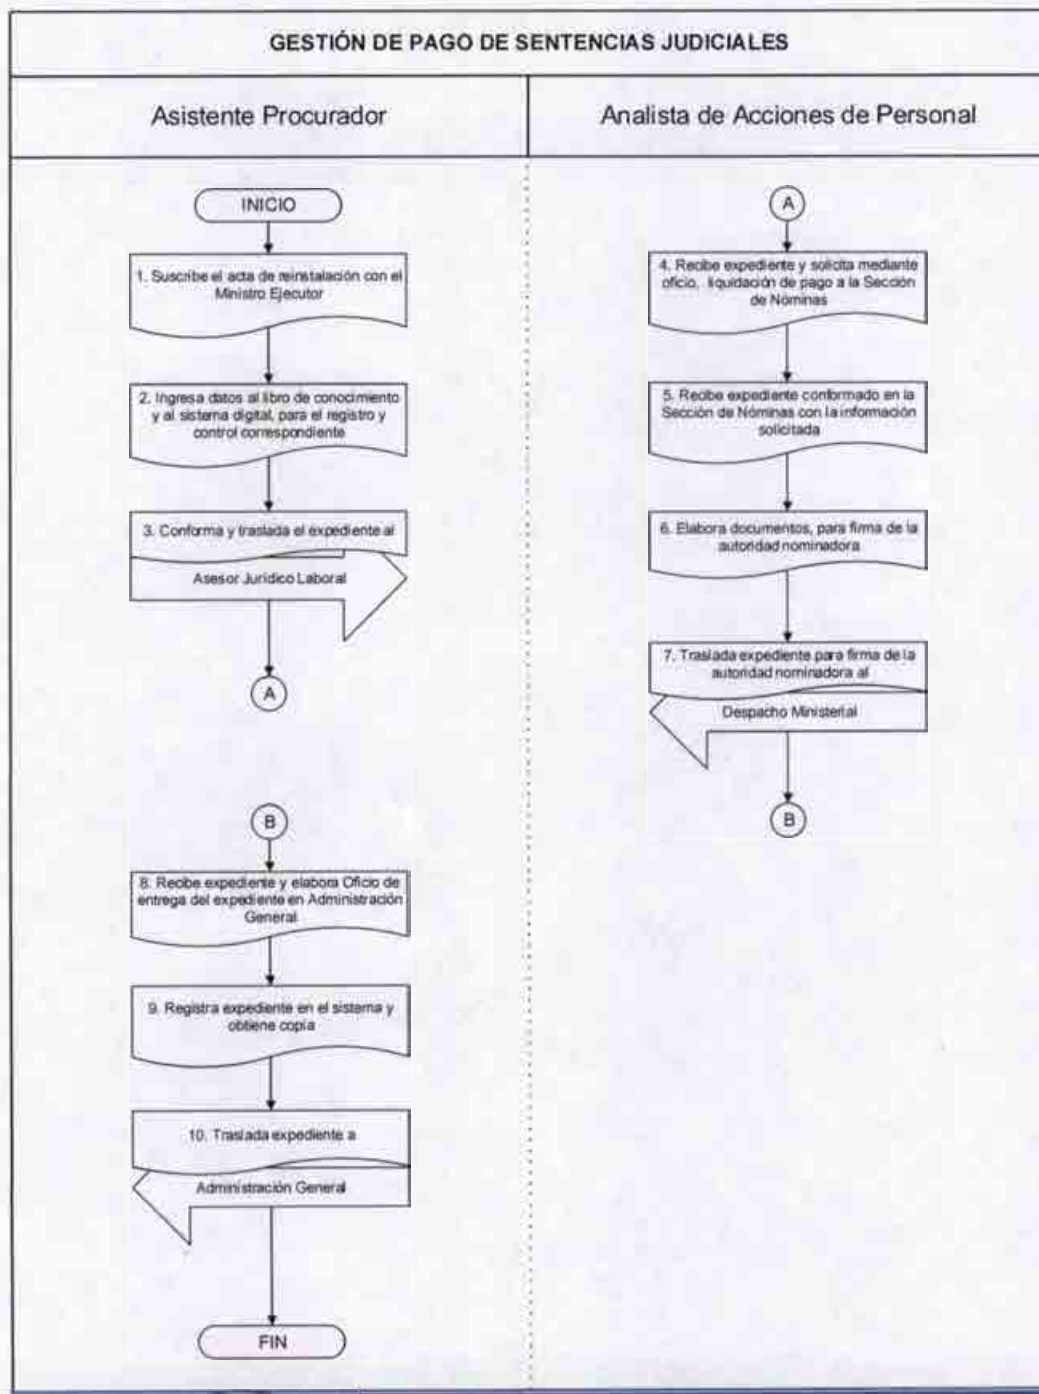 GESTIÓN DE PAGO DE SENTENCIAS JUDICIALES
Asistente Procurador
Analista de Acciones de Personal
INICIO
1. Suscribe el acta de reinstalación con el
Ministro Ejecutor
2. Ingresa datos al libro de conocimiento
y al sistema digital, para el registro y
control correspondiente
3. Conforma y traslada el expediente al
Asesor Jurídico Laboral
A
A
4. Recibe expediente y solicita mediante
oficio, liquidación de pago a la Sección
de Nóminas
5. Recibe expediente conformado en la
Sección de Nóminas con la información
solicitada
6. Elabora documentos, para firma de la
autoridad nominadora
7. Traslada expediente para firma de la
autoridad nominadora al
Despacho Ministerial
B
B
8. Recibe expediente y elabora Oficio de
entrega del expediente en Administración
General
9. Registra expediente en el sistema y
obtiene copia
10. Traslada expediente a
Administración General
FIN